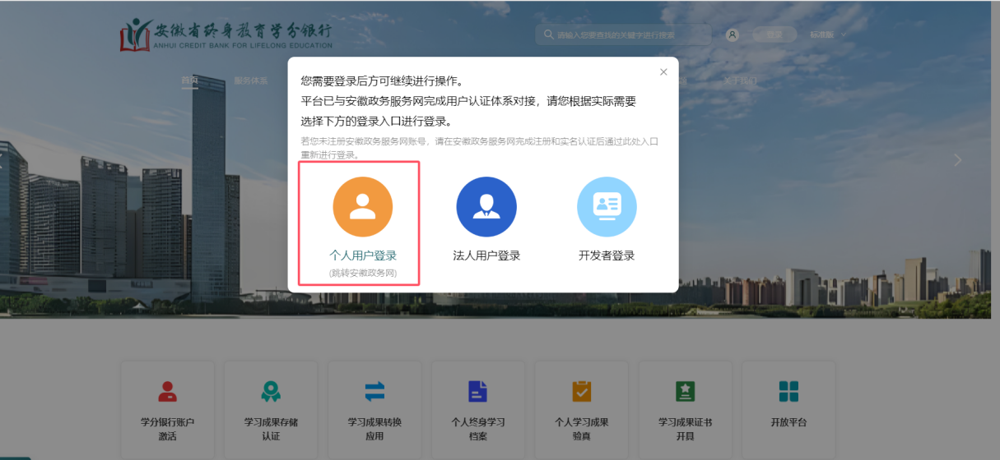 安徽省终身教育学分银行
ANHUI CREDIT BANK FOR LIFELONG EDUCATION
请输入您要查找的关键字进行搜索
登录
标准版
首页
服务体系
关于我们
您需要登录后方可继续进行操作。
平台已与安徽政务服务网完成用户认证体系对接，请您根据实际需要
选择下方的登录入口进行登录。
若您未注册安徽政务服务网账号，请在安徽政务服务网完成注册和实名认证后通过此处入口
重新进行登录。
个人用户登录
(跳转安徽政务网)
法人用户登录
开发者登录
学分银行账户
激活
学习成果存储
认证
学习成果转换
应用
个人终身学习
档案
个人学习成果
验真
学习成果证书
开具
开放平台